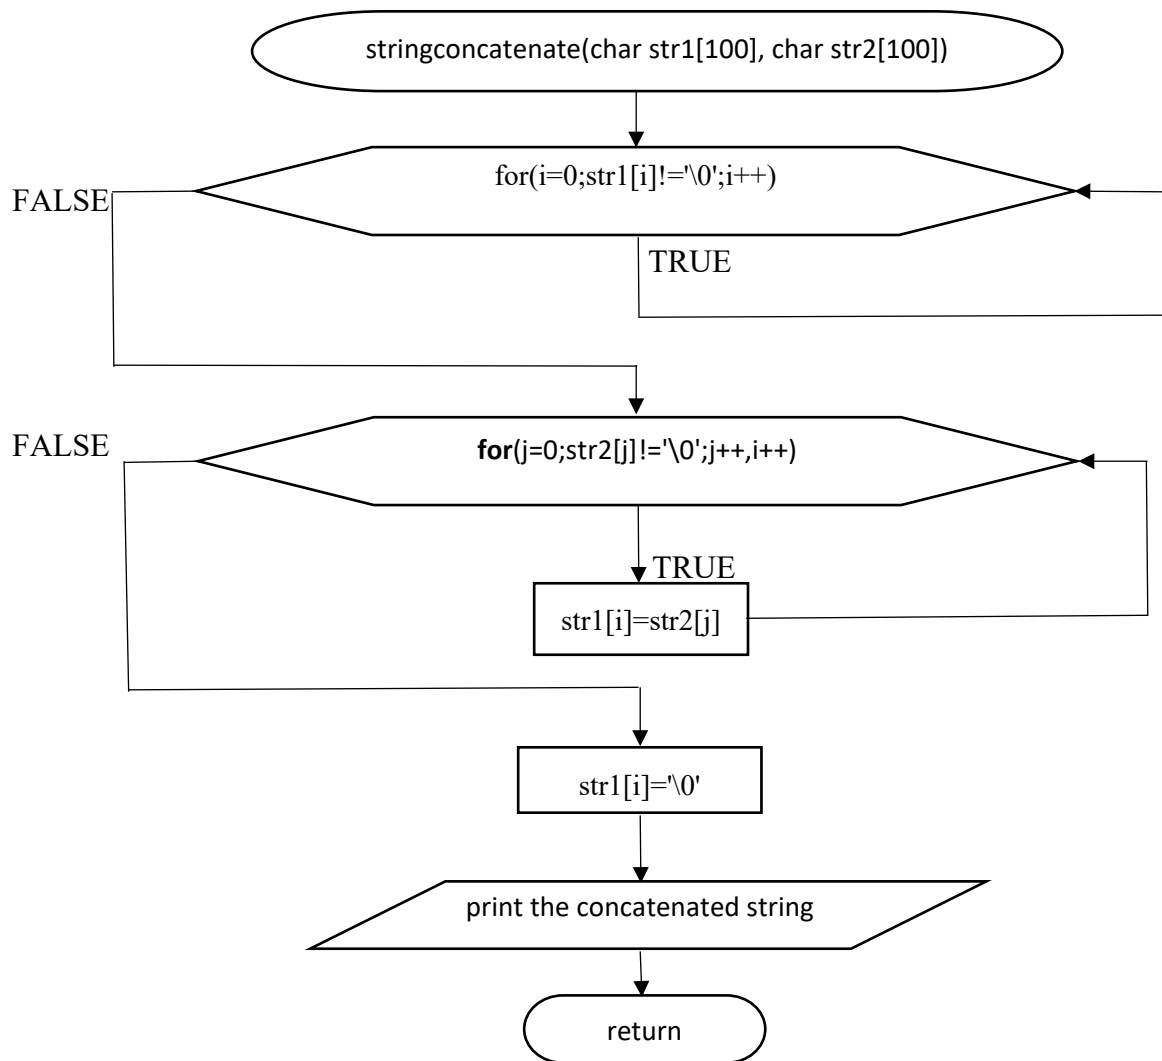 stringconcatenate(char str1[100], char str2[100])
for(i=0;str1[i]!='\0';i++)
FALSE
TRUE
FALSE
for(j=0;str2[j]!='\0';j++,i++)
TRUE
str1[i]=str2[j]
str1[i]='\0'
print the concatenated string
return